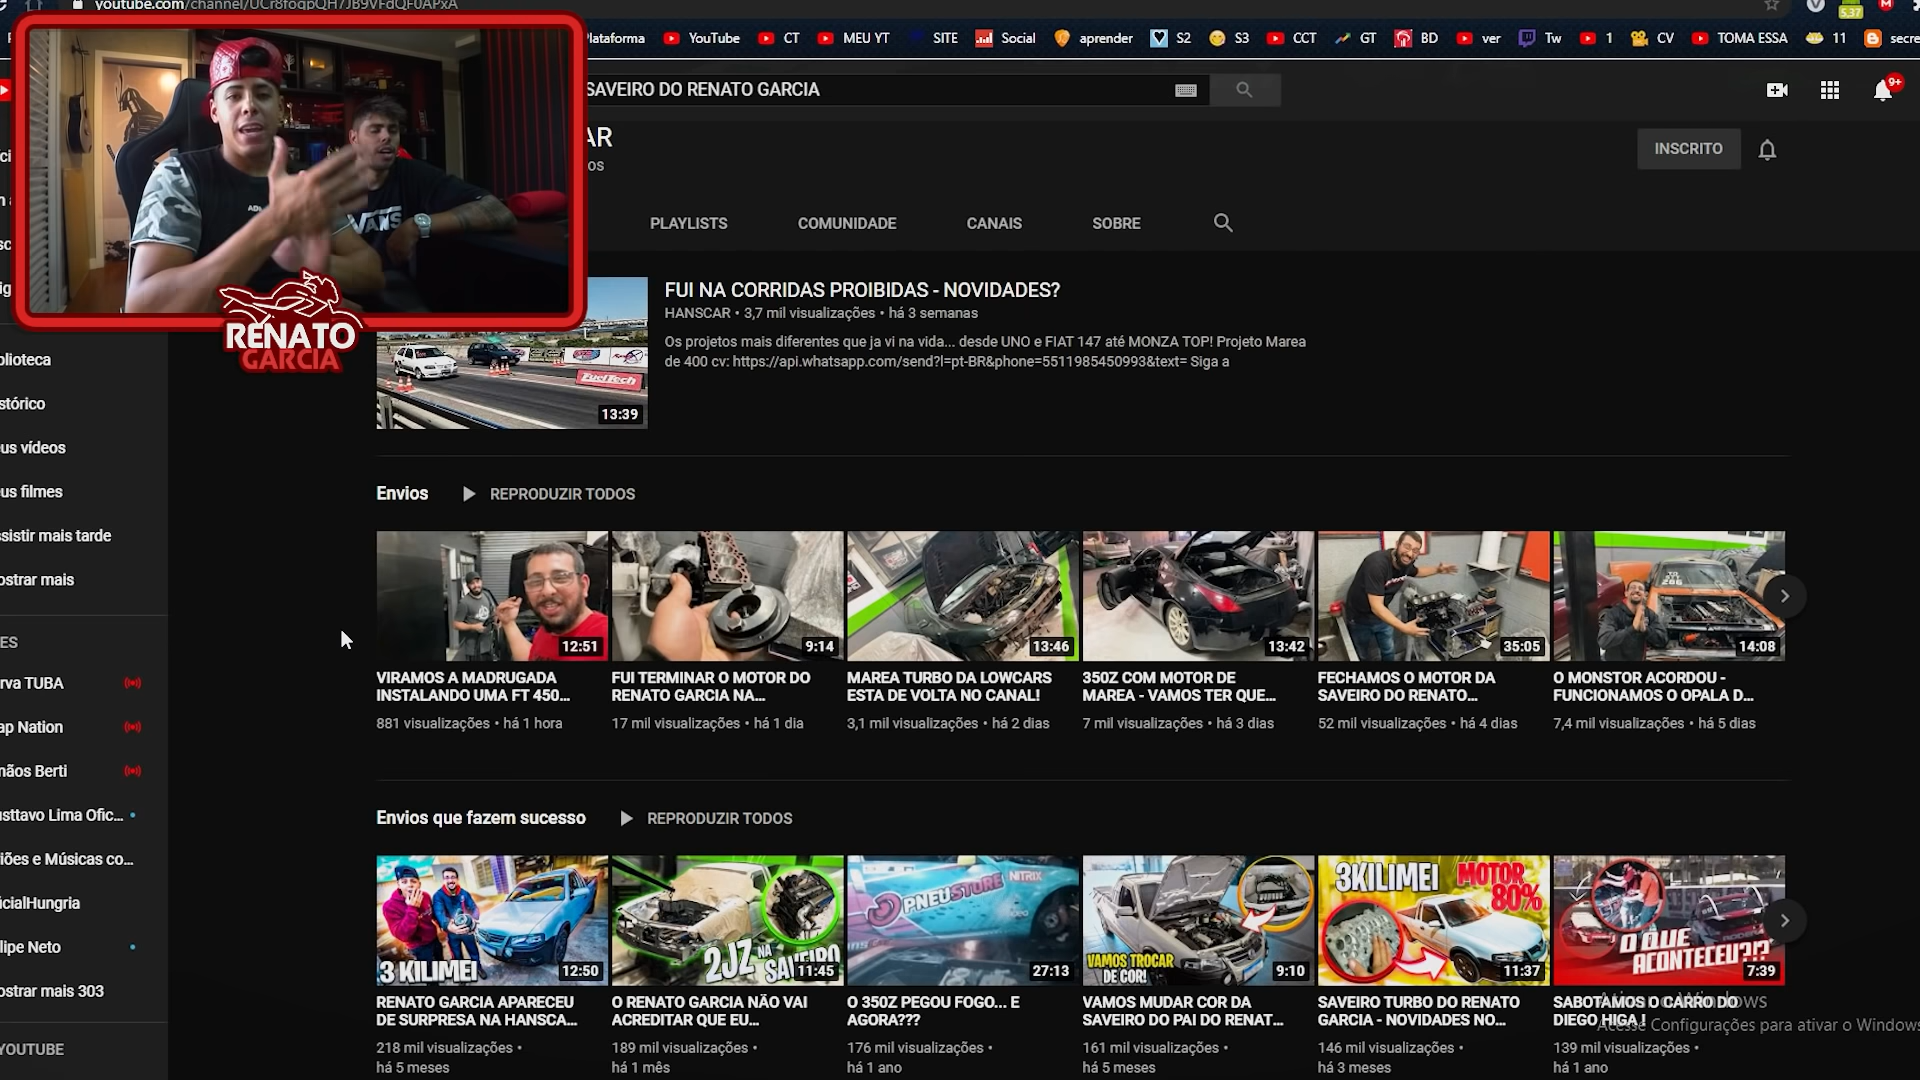 youtube.com/channel/UCr8foqpQH7JB9VFdQF0APxA
5,37
lataforma YouTube CT MEU YT SITE Social aprender S2 S3 CCT GT BD ver Tw 1 CV TOMA ESSA 11 secre
SAVEIRO DO RENATO GARCIA
9+
AR
os
INSCRITO
PLAYLISTS COMUNIDADE CANAIS SOBRE
VANS
RENATO
GARCIA
FUI NA CORRIDAS PROIBIDAS - NOVIDADES?
HANSCAR • 3,7 mil visualizações • há 3 semanas
Os projetos mais diferentes que ja vi na vida... desde UNO e FIAT 147 até MONZA TOP! Projeto Marea
de 400 cv: https://api.whatsapp.com/send?l=pt-BR&phone=5511985450993&text= Siga a
FuelTech
13:39
blioteca
stórico
us vídeos
us filmes
ssistir mais tarde
ostrar mais
ES
rva TUBA
ap Nation
nãos Berti
usttavo Lima Ofic...
iões e Músicas co...
icialHungria
lipe Neto
ostrar mais 303
YOUTUBE
Envios REPRODUZIR TODOS
12:51
9:14
13:46
13:42
35:05
14:08
VIRAMOS A MADRUGADA
INSTALANDO UMA FT 450...
881 visualizações • há 1 hora
FUI TERMINAR O MOTOR DO
RENATO GARCIA NA...
17 mil visualizações • há 1 dia
MAREA TURBO DA LOWCARS
ESTA DE VOLTA NO CANAL!
3,1 mil visualizações • há 2 dias
350Z COM MOTOR DE
MAREA - VAMOS TER QUE...
7 mil visualizações • há 3 dias
FECHAMOS O MOTOR DA
SAVEIRO DO RENATO...
52 mil visualizações • há 4 dias
O MONSTOR ACORDOU -
FUNCIONAMOS O OPALA D...
7,4 mil visualizações • há 5 dias
Envios que fazem sucesso REPRODUZIR TODOS
3 KILIMEI
12:50
2JZ NA
SAVEIRO
11:45
PNEUSTORE NITRIX
27:13
VAMOS TROCAR
DE COR!
9:10
3KILIMEI MOTOR
80%
11:37
O QUE
ACONTECEU?!?
7:39
RENATO GARCIA APARECEU
DE SURPRESA NA HANSCA...
218 mil visualizações •
há 5 meses
O RENATO GARCIA NÃO VAI
ACREDITAR QUE EU...
189 mil visualizações •
há 1 mês
O 350Z PEGOU FOGO... E
AGORA???
176 mil visualizações •
há 1 ano
VAMOS MUDAR COR DA
SAVEIRO DO PAI DO RENAT...
161 mil visualizações •
há 5 meses
SAVEIRO TURBO DO RENATO
GARCIA - NOVIDADES NO...
146 mil visualizações •
há 3 meses
SABOTAMOS O CARRO DO
DIEGO HIGA !
139 mil visualizações •
há 1 ano
Ativar o Windows
Acesse Configurações para ativar o Windows